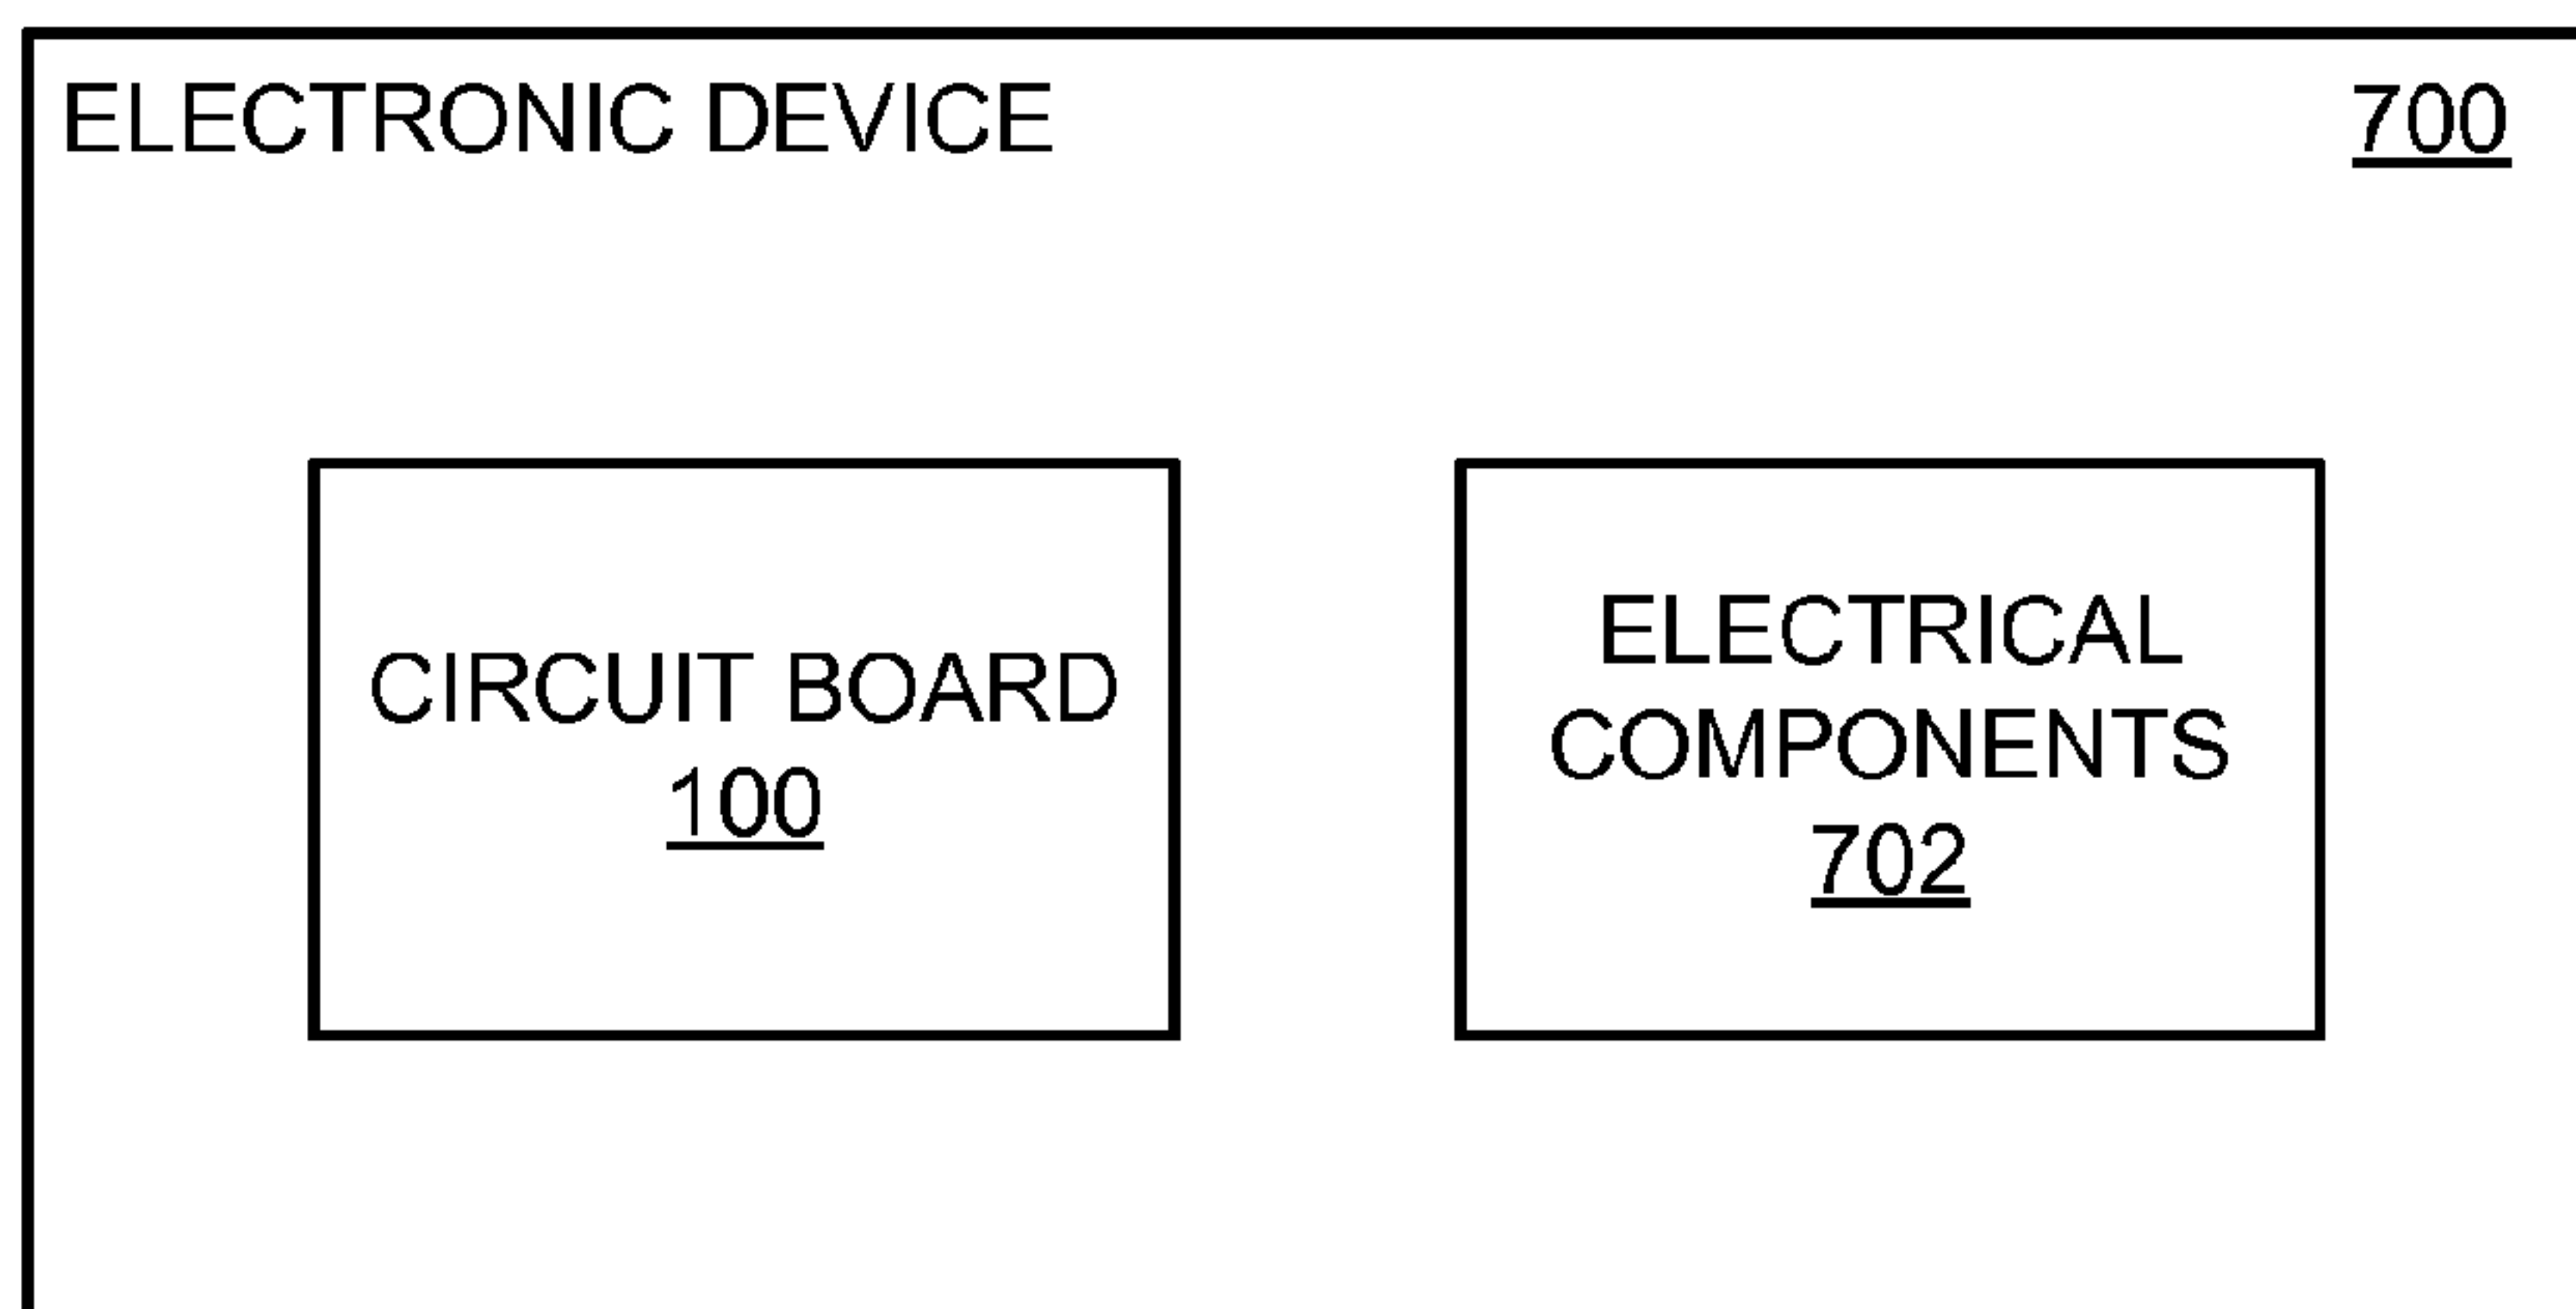 ELECTRONIC DEVICE 700
CIRCUIT BOARD
100
ELECTRICAL
COMPONENTS
702